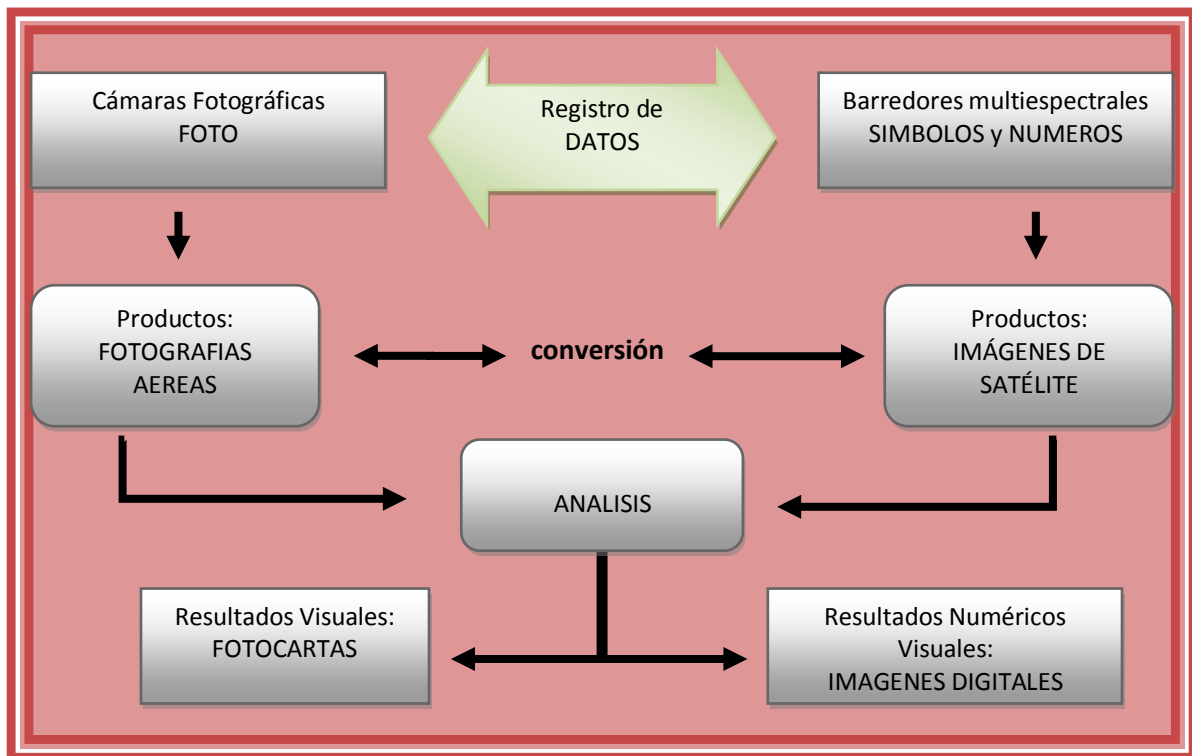 Cámaras Fotográficas
FOTO
Registro de
DATOS
Barredores multiespectrales
SIMBOLOS y NUMEROS
Productos:
FOTOGRAFIAS
AEREAS
conversión
Productos:
IMÁGENES DE
SATÉLITE
ANALISIS
Resultados Visuales:
FOTOCARTAS
Resultados Numéricos
Visuales:
IMAGENES DIGITALES